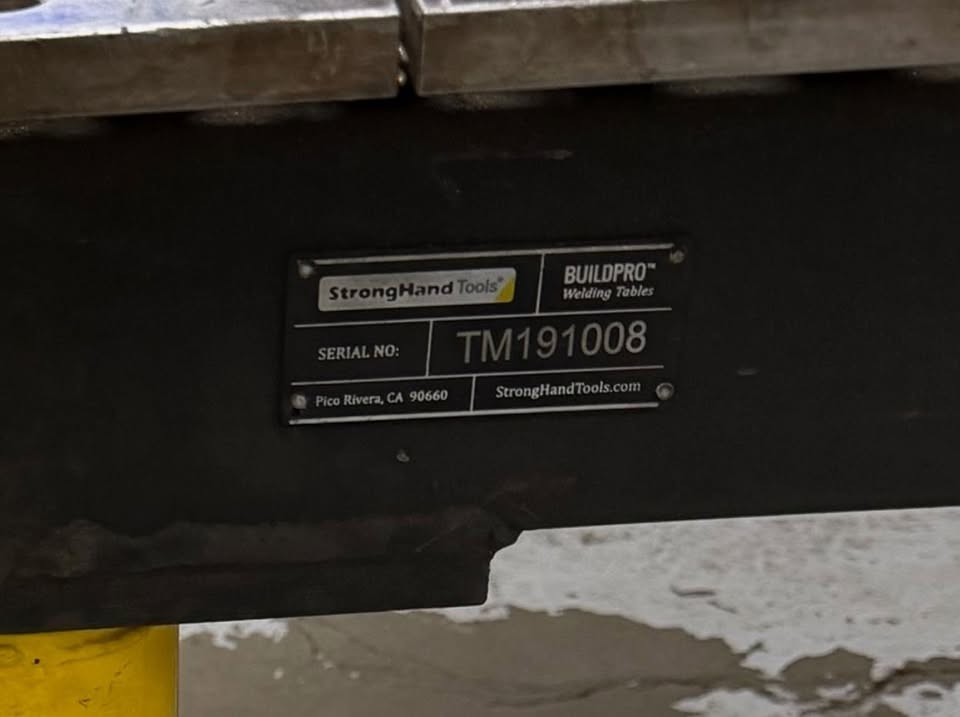 StrongHand Tools®
BUILDPRO™
Welding Tables
SERIAL NO:
TM191008
Pico Rivera, CA 90660
StrongHandTools.com